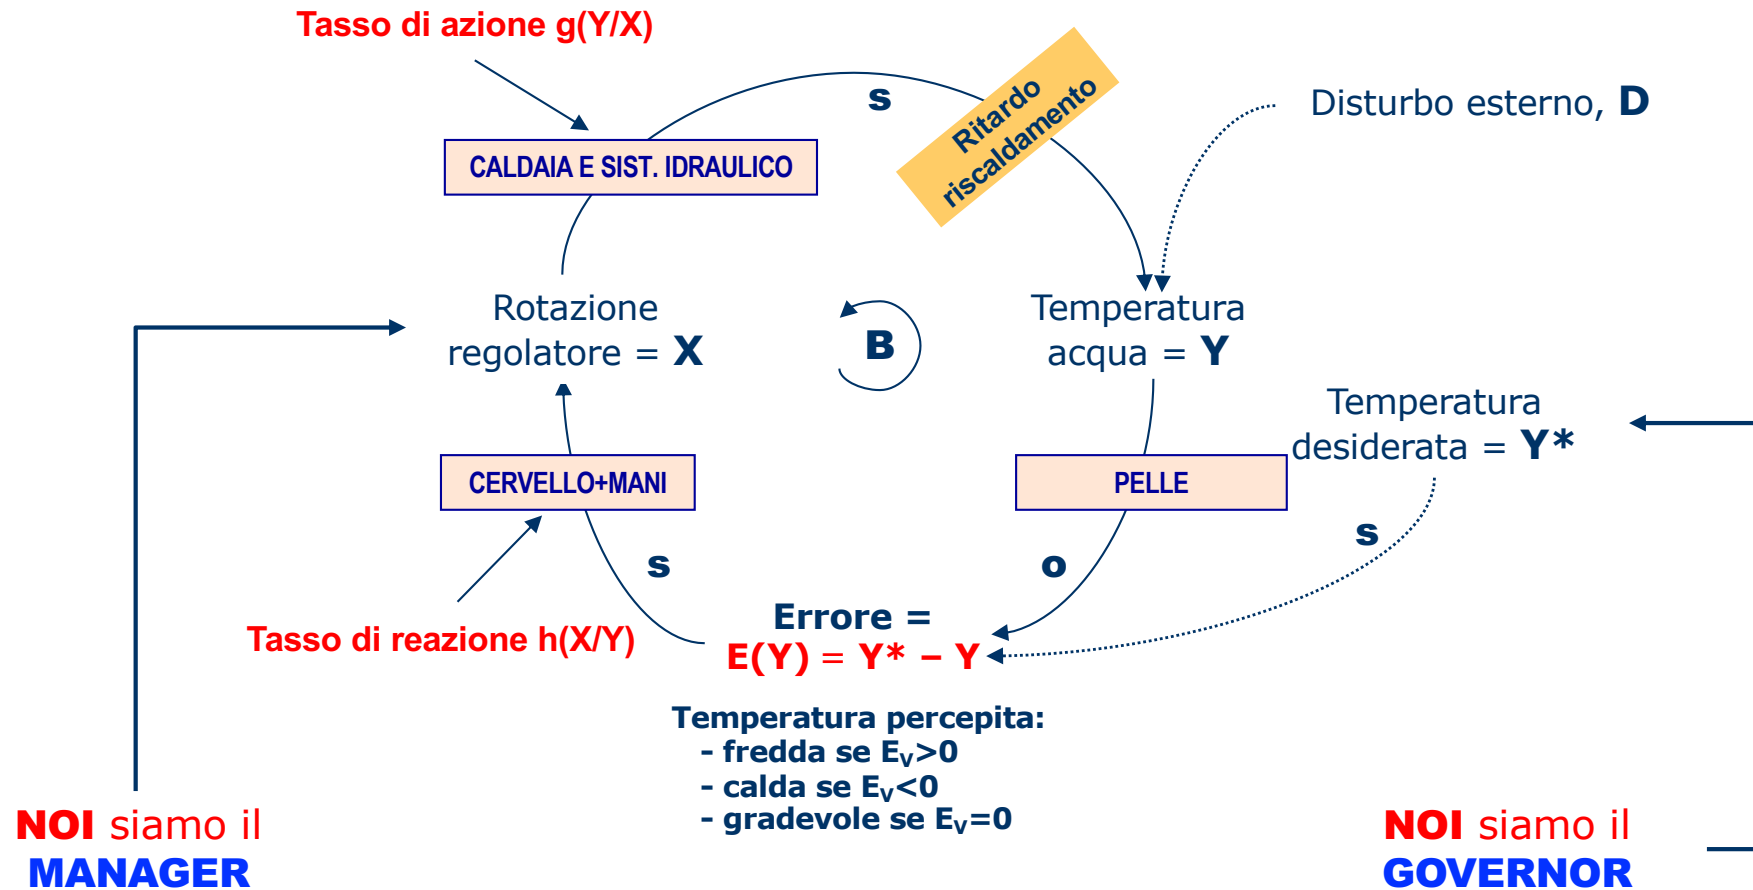 Tasso di azione g(Y/X)
s
Ritardo
riscaldamento
Disturbo esterno, D
CALDAIA E SIST. IDRAULICO
Rotazione
regolatore = X
B
Temperatura
acqua = Y
Temperatura
desiderata = Y*
CERVELLO+MANI
PELLE
s
o
s
Tasso di reazione h(X/Y)
Errore =
E(Y) = Y* – Y
Temperatura percepita:
- fredda se Ev>0
- calda se Ev<0
- gradevole se Ev=0
NOI siamo il
MANAGER
NOI siamo il
GOVERNOR